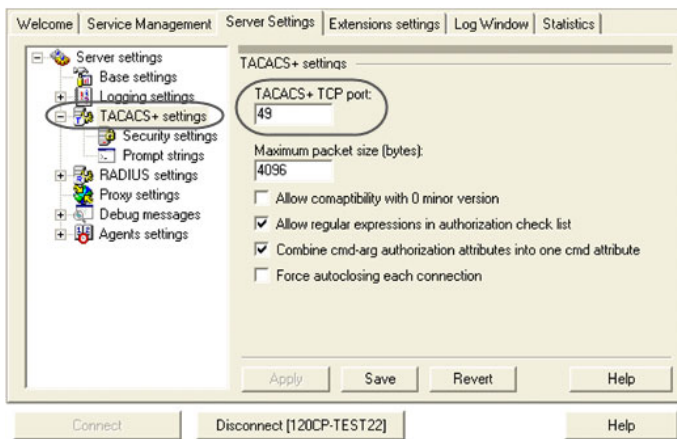 Welcome Service Management Server Settings Extensions settings Log Window Statistics
Server settings
Base settings
Logging settings
TACACS+ settings
Security settings
Prompt strings
RADIUS settings
Proxy settings
Debug messages
Agents settings
TACACS+ settings
TACACS+ TCP port:
49
Maximum packet size (bytes):
4096
Allow comaptibility with 0 minor version
Allow regular expressions in authorization check list
Combine cmd-arg authorization attributes into one cmd attribute
Force autoclosing each connection
Apply Save Revert Help
Connect Disconnect [120CP-TEST22] Help